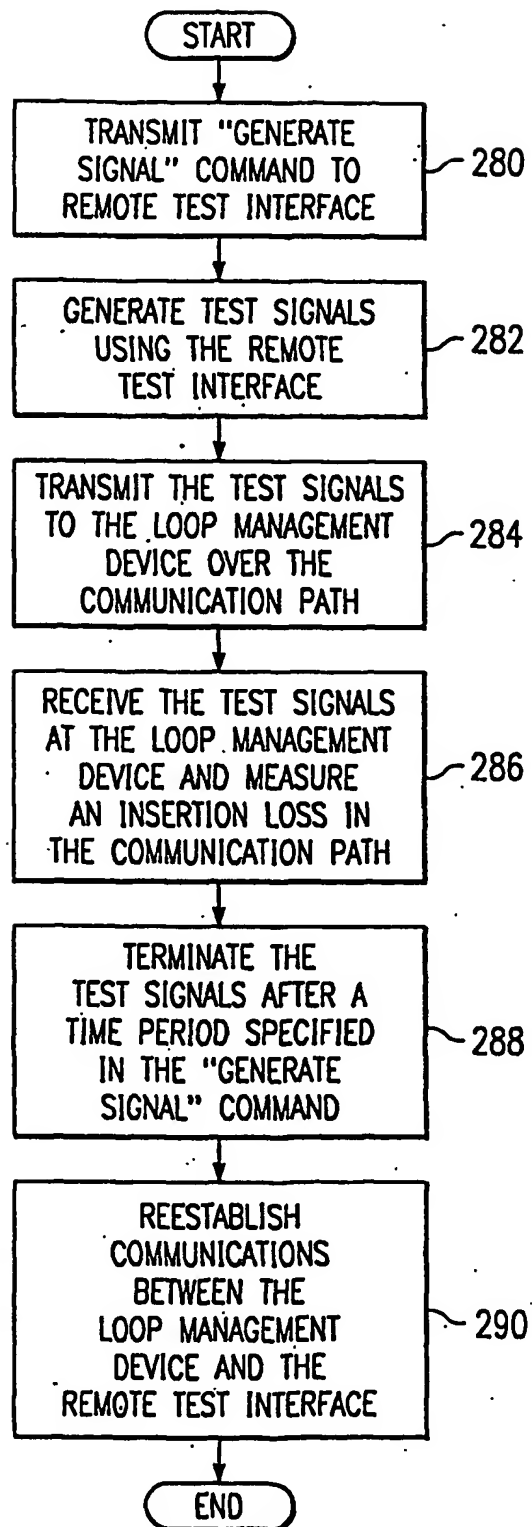 START
TRANSMIT "GENERATE
SIGNAL" COMMAND TO
REMOTE TEST INTERFACE
280
GENERATE TEST SIGNALS
USING THE REMOTE
TEST INTERFACE
282
TRANSMIT THE TEST SIGNALS
TO THE LOOP MANAGEMENT
DEVICE OVER THE
COMMUNICATION PATH
284
RECEIVE THE TEST SIGNALS
AT THE LOOP MANAGEMENT
DEVICE AND MEASURE
AN INSERTION LOSS IN
THE COMMUNICATION PATH
286
TERMINATE THE
TEST SIGNALS AFTER A
TIME PERIOD SPECIFIED
IN THE "GENERATE
SIGNAL" COMMAND
288
REESTABLISH
COMMUNICATIONS
BETWEEN THE
LOOP MANAGEMENT
DEVICE AND THE
REMOTE TEST INTERFACE
290
END